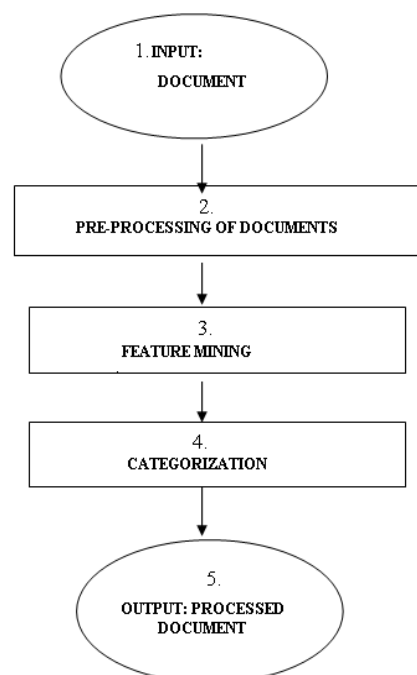 1. INPUT:
DOCUMENT
2.
PRE-PROCESSING OF DOCUMENTS
3.
FEATURE MINING
4.
CATEGORIZATION
5.
OUTPUT: PROCESSED
DOCUMENT